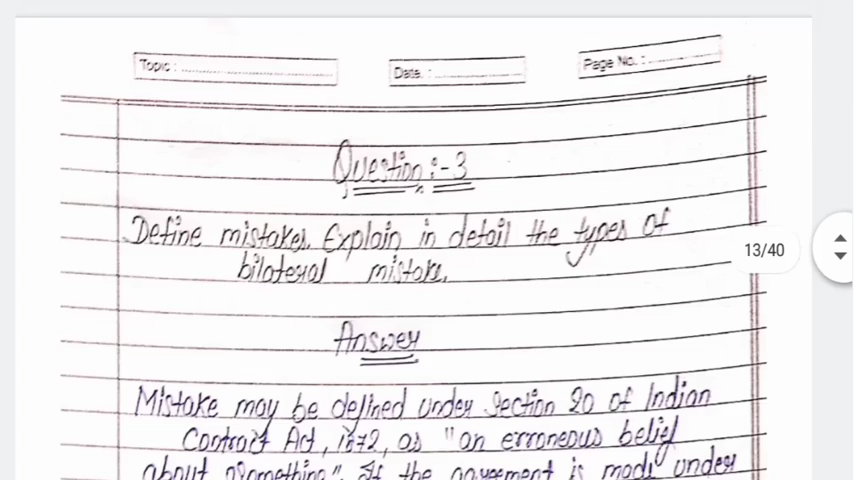 Topic : ..............................
Date. : ..................
Page No. : ................
Question :- 3
Define mistakes. Explain in detail the types of
bilateral mistake.
13/40
Answer
Mistake may be defined under Section 20 of Indian
Contract Act, 1872, as "an erroneous belief
about something". If the agreement is made under